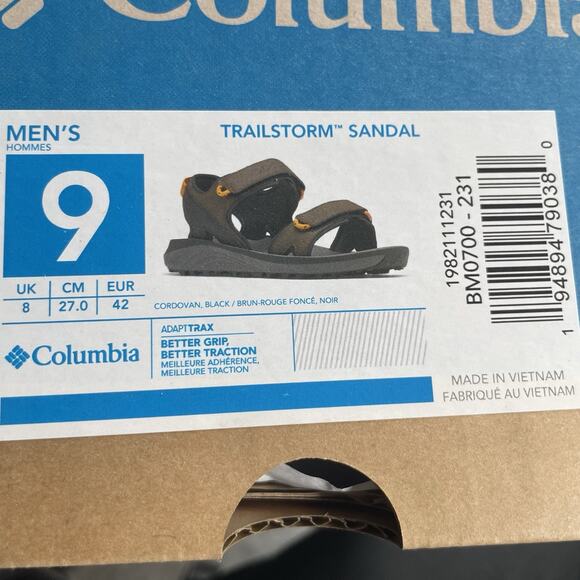 Columbia
MEN'S
HOMMES
TRAILSTORM™ SANDAL
9
UK CM EUR
8 27.0 42
CORDOVAN, BLACK / BRUN-ROUGE FONCÉ, NOIR
Columbia
ADAPTTRAX
BETTER GRIP,
BETTER TRACTION
MEILLEURE ADHÉRENCE,
MEILLEURE TRACTION
1982111231
BM0700 - 231
1 94894 79038 0
MADE IN VIETNAM
FABRIQUÉ AU VIETNAM